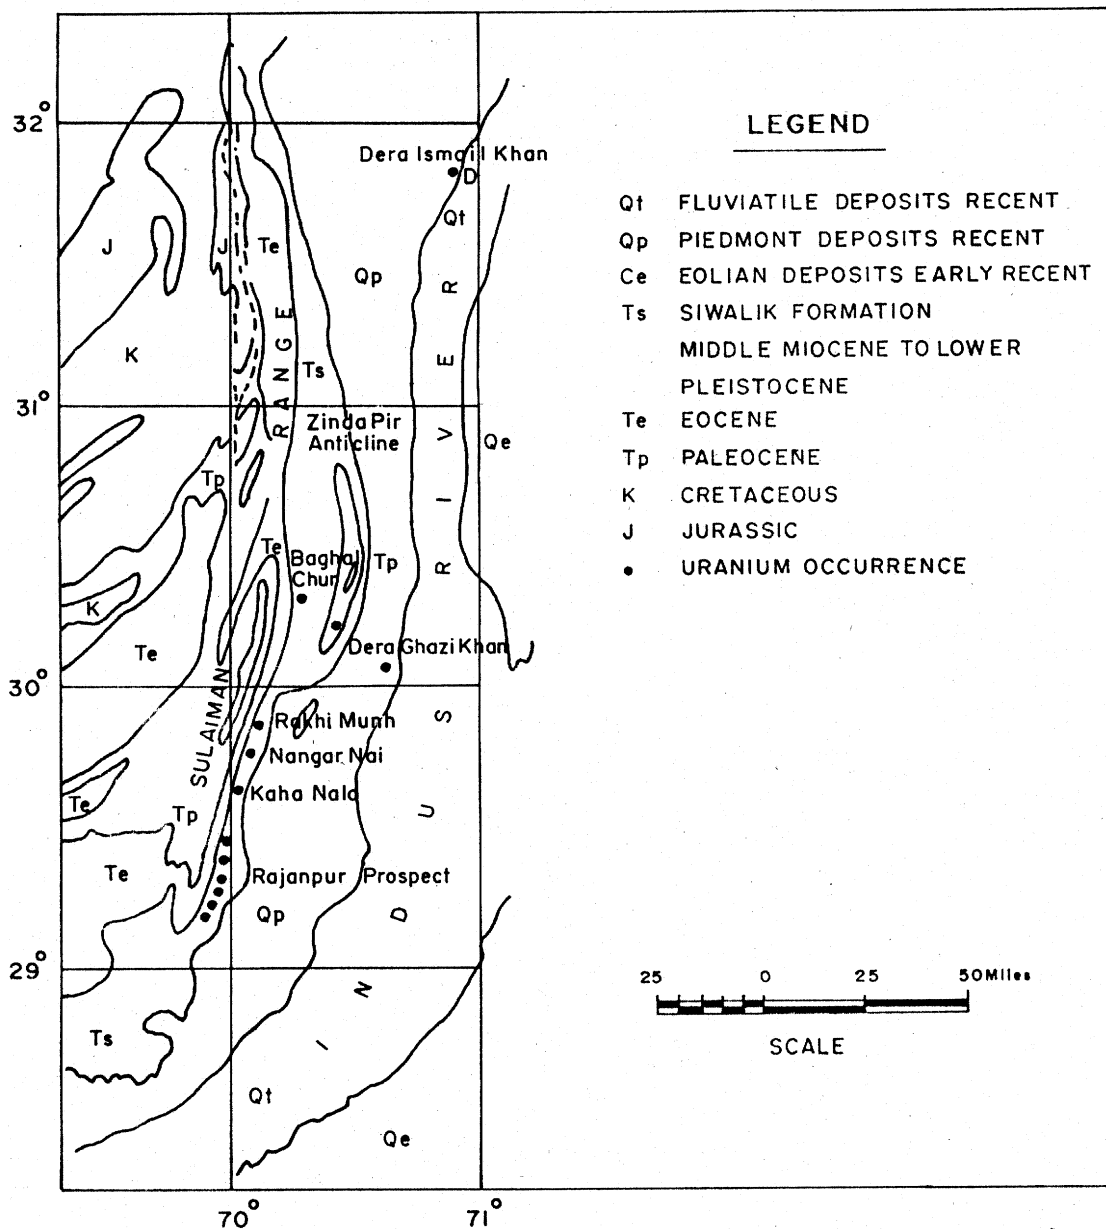 32°
31°
30°
29°
70°
71°
Dera Ismail Khan
D
Qt
J
J
Te
Qp
K
RANGE
Ts
Zinda Pir
Anticline
Qe
Tp
Te
Baghal
Chur
Tp
K
Te
Dera Ghazi Khan
SULAIMAN
Rakhi Munh
Nangar Nai
Kaha Nala
Te
Tp
Te
Rajanpur Prospect
Qp
Ts
Qt
Qe
INDUS RIVER
LEGEND
Qt FLUVIATILE DEPOSITS RECENT
Qp PIEDMONT DEPOSITS RECENT
Ce EOLIAN DEPOSITS EARLY RECENT
Ts SIWALIK FORMATION
MIDDLE MIOCENE TO LOWER
PLEISTOCENE
Te EOCENE
Tp PALEOCENE
K CRETACEOUS
J JURASSIC
URANIUM OCCURRENCE
25 0 25 50 Miles
SCALE